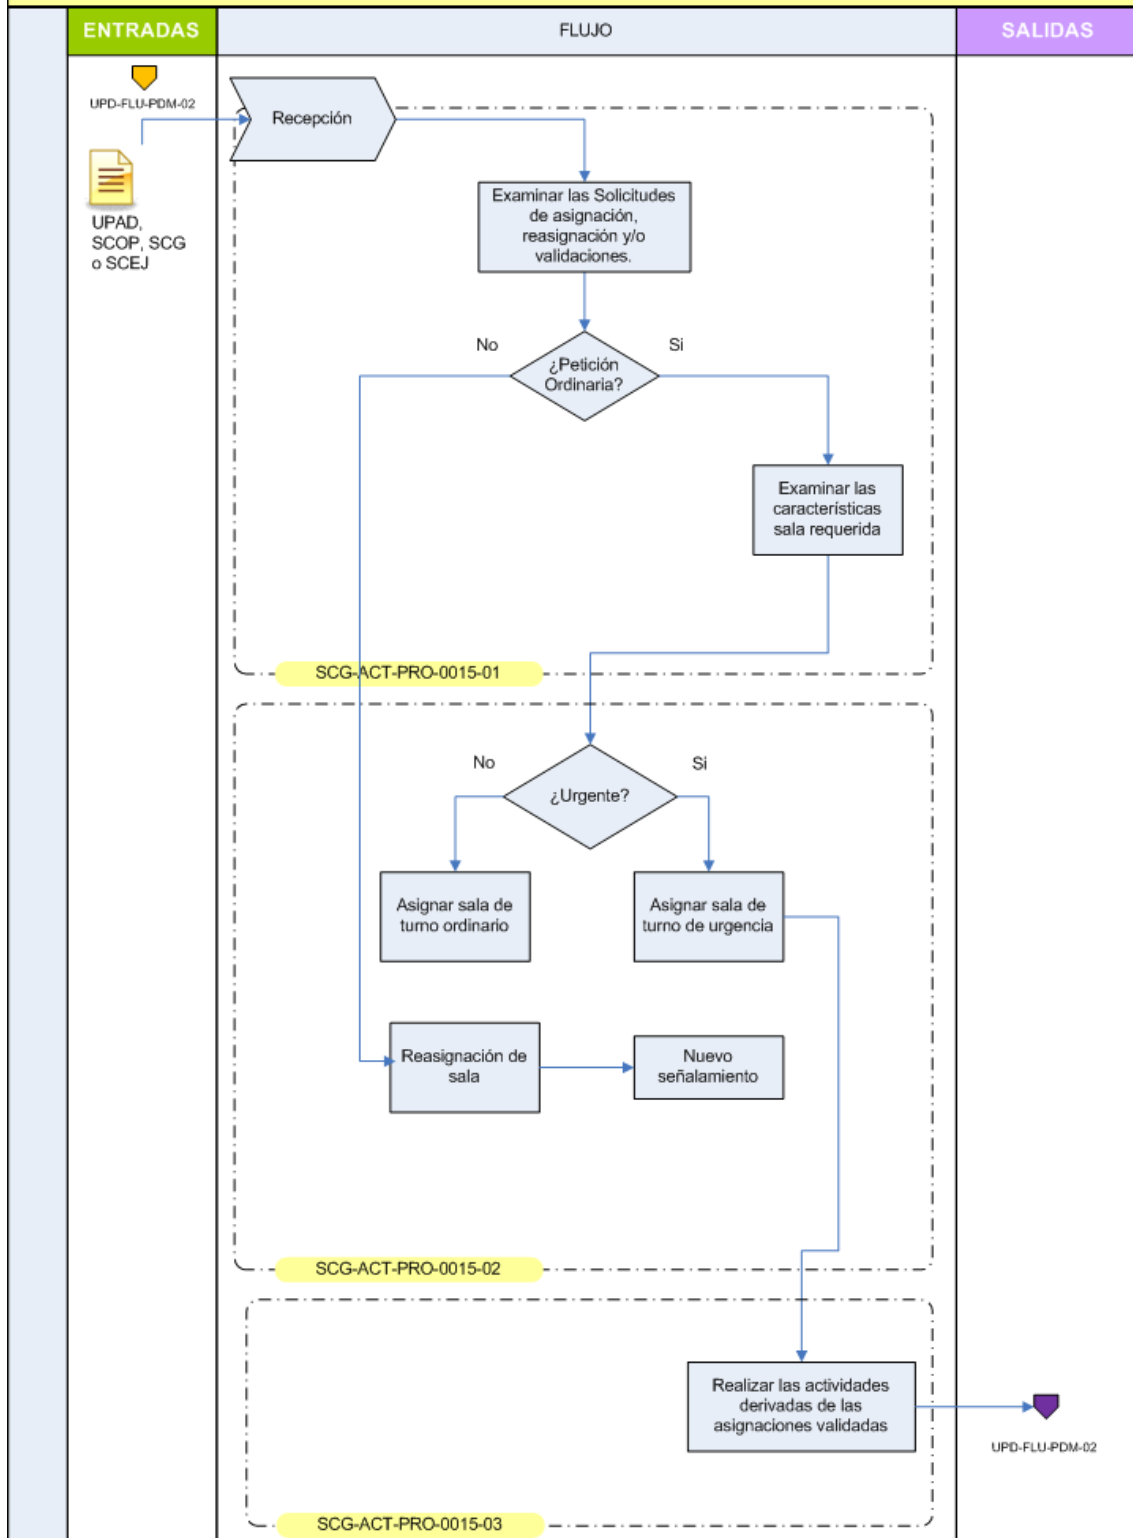 ENTRADAS
FLUJO
SALIDAS
UPD-FLU-PDM-02
Recepción
UPAD,
SCOP, SCG
o SCEJ
Examinar las Solicitudes
de asignación,
reasignación y/o
validaciones.
No
Si
¿Petición
Ordinaria?
Examinar las
características
sala requerida
SCG-ACT-PRO-0015-01
No
Si
¿Urgente?
Asignar sala de
turno ordinario
Asignar sala de
turno de urgencia
Reasignación de
sala
Nuevo
señalamiento
SCG-ACT-PRO-0015-02
Realizar las actividades
derivadas de las
asignaciones validadas
UPD-FLU-PDM-02
SCG-ACT-PRO-0015-03